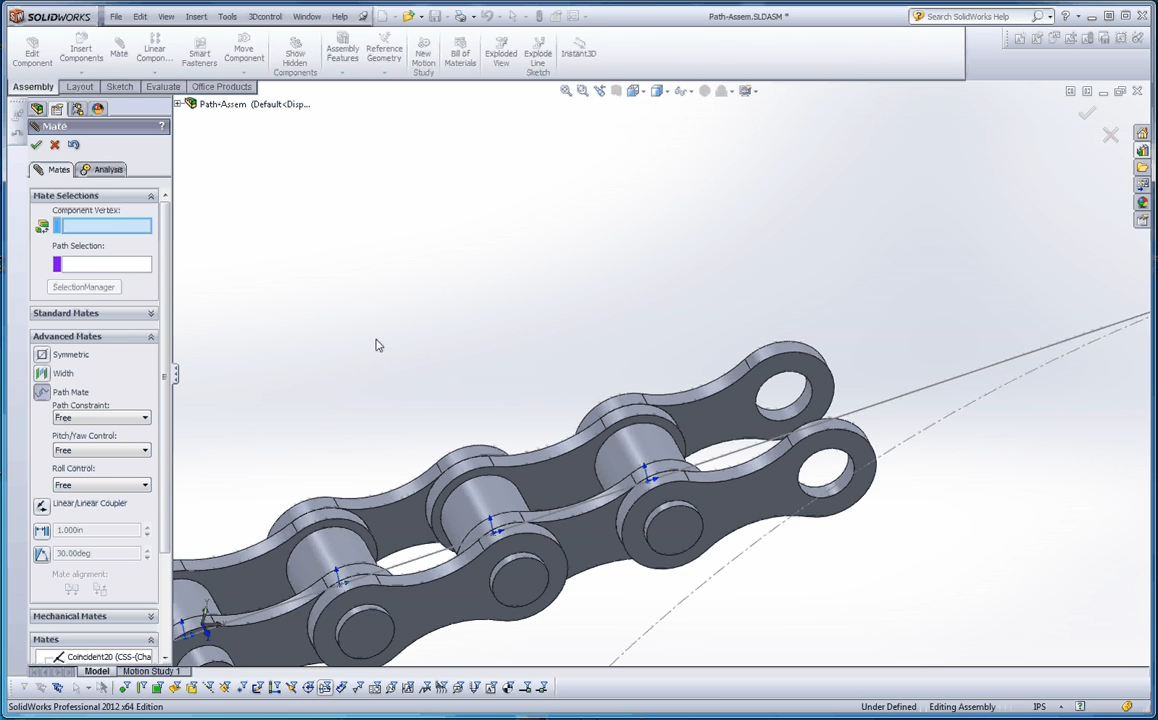 SOLIDWORKS File Edit View Insert Tools 3Dcontrol Window Help Path-Assem.SLDASM * Search SolidWorks Help
Edit Component
Insert Components
Mate
Linear Compon...
Smart Fasteners
Move Component
Show Hidden Components
Assembly Features
Reference Geometry
New Motion Study
Bill of Materials
Exploded View
Explode Line Sketch
Instant3D
Assembly Layout Sketch Evaluate Office Products
Path-Assem (Default<Disp...
Mate ?
Mates Analysis
Mate Selections
Component Vertex:
Path Selection:
SelectionManager
Standard Mates
Advanced Mates
Symmetric
Width
Path Mate
Path Constraint:
Free
Pitch/Yaw Control:
Free
Roll Control:
Free
Linear/Linear Coupler
1.000in
30.00deg
Mate alignment:
Mechanical Mates
Mates
Coincident20 (CSS-(Cha
Model Motion Study 1
SolidWorks Professional 2012 x64 Edition Under Defined Editing Assembly IPS